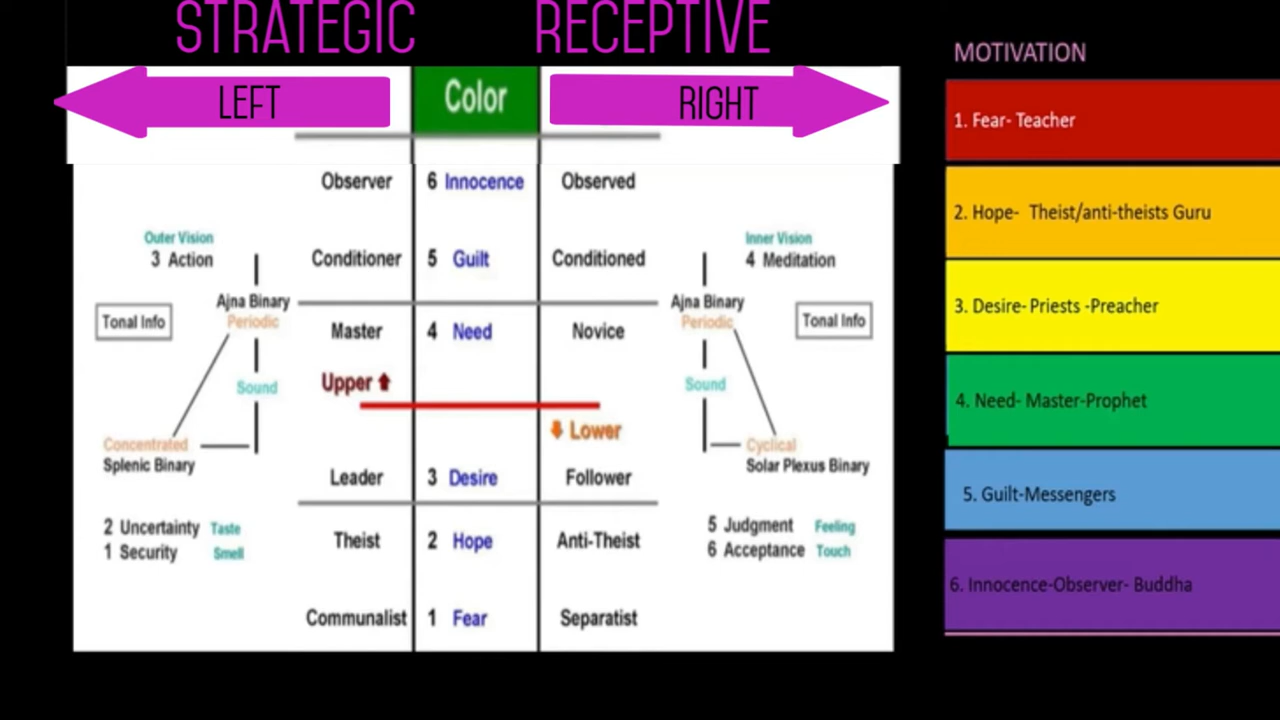 STRATEGIC RECEPTIVE
LEFT Color RIGHT
Observer 6 Innocence Observed
Outer Vision
3 Action
Conditioner 5 Guilt Conditioned
Inner Vision
4 Meditation
Ajna Binary
Periodic
Ajna Binary
Periodic
Tonal Info
Master 4 Need Novice
Tonal Info
Upper
Sound
Sound
Lower
Concentrated
Splenic Binary
Cyclical
Solar Plexus Binary
Leader 3 Desire Follower
2 Uncertainty Taste
1 Security Smell
Theist 2 Hope Anti-Theist
5 Judgment Feeling
6 Acceptance Touch
Communalist 1 Fear Separatist
MOTIVATION
1. Fear- Teacher
2. Hope- Theist/anti-theists Guru
3. Desire- Priests -Preacher
4. Need- Master-Prophet
5. Guilt-Messengers
6. Innocence-Observer- Buddha